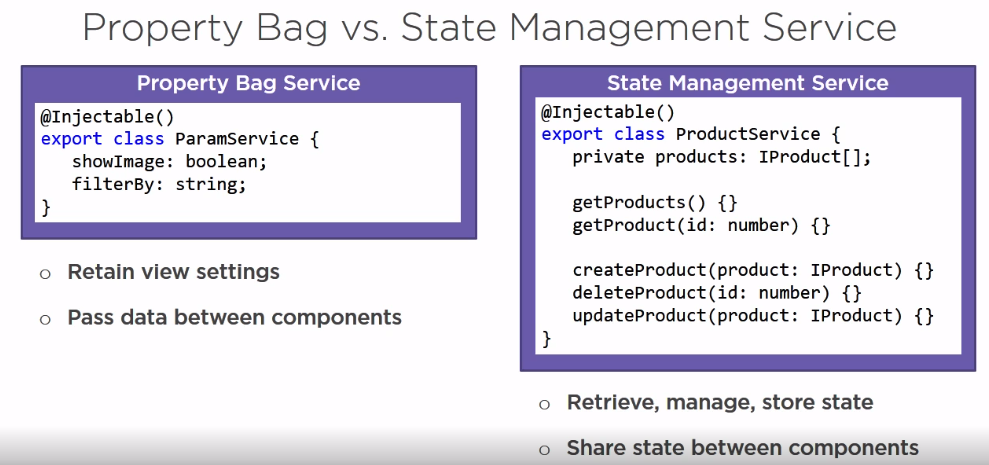 Property Bag vs. State Management Service
Property Bag Service
@Injectable()
export class ParamService {
showImage: boolean;
filterBy: string;
}
o Retain view settings
o Pass data between components
State Management Service
@Injectable()
export class ProductService {
private products: IProduct[];
getProducts() {}
getProduct(id: number) {}
createProduct(product: IProduct) {}
deleteProduct(id: number) {}
updateProduct(product: IProduct) {}
}
o Retrieve, manage, store state
o Share state between components